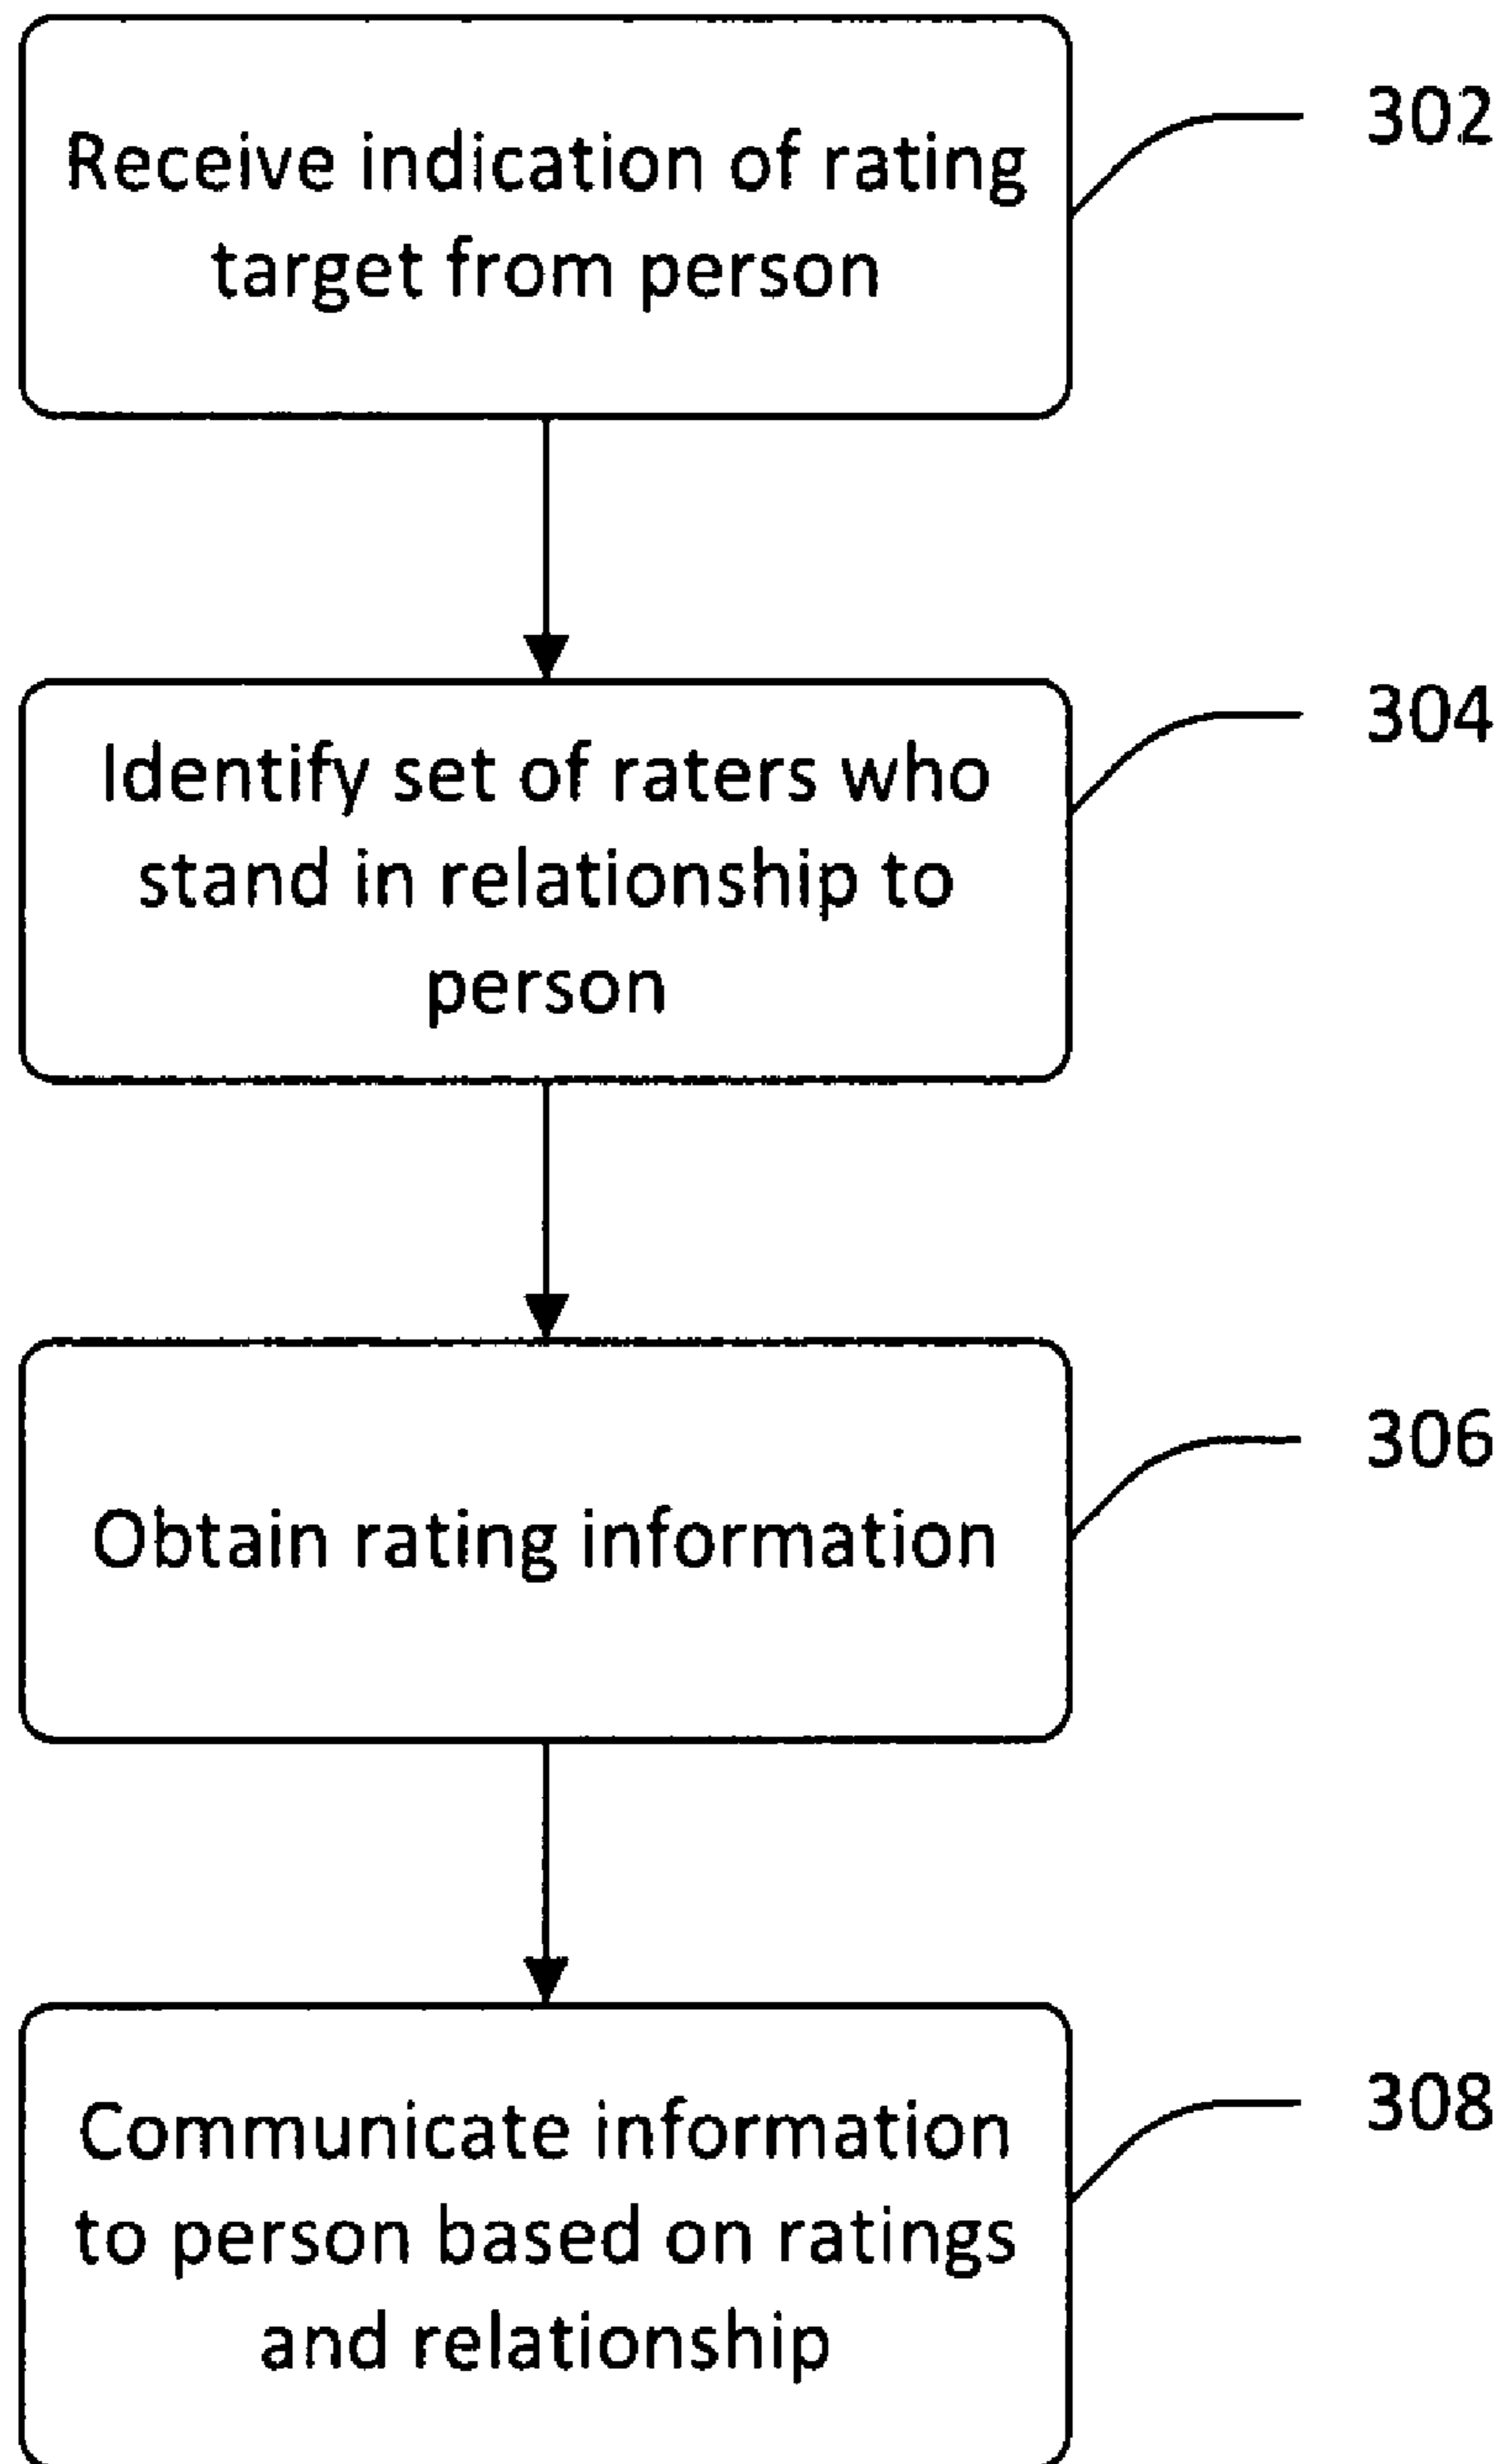 Receive indication of rating
target from person
302
Identify set of raters who
stand in relationship to
person
304
Obtain rating information
306
Communicate information
to person based on ratings
and relationship
308